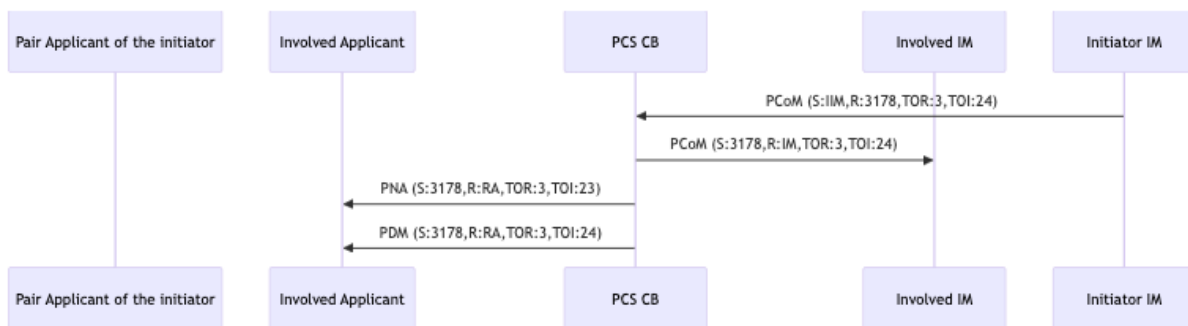 Pair Applicant of the initiator
Involved Applicant
PCS CB
Involved IM
Initiator IM
PCoM (S:IIM,R:3178,TOR:3,TOI:24)
PCoM (S:3178,R:IM,TOR:3,TOI:24)
PNA (S:3178,R:RA,TOR:3,TOI:23)
PDM (S:3178,R:RA,TOR:3,TOI:24)
Pair Applicant of the initiator
Involved Applicant
PCS CB
Involved IM
Initiator IM